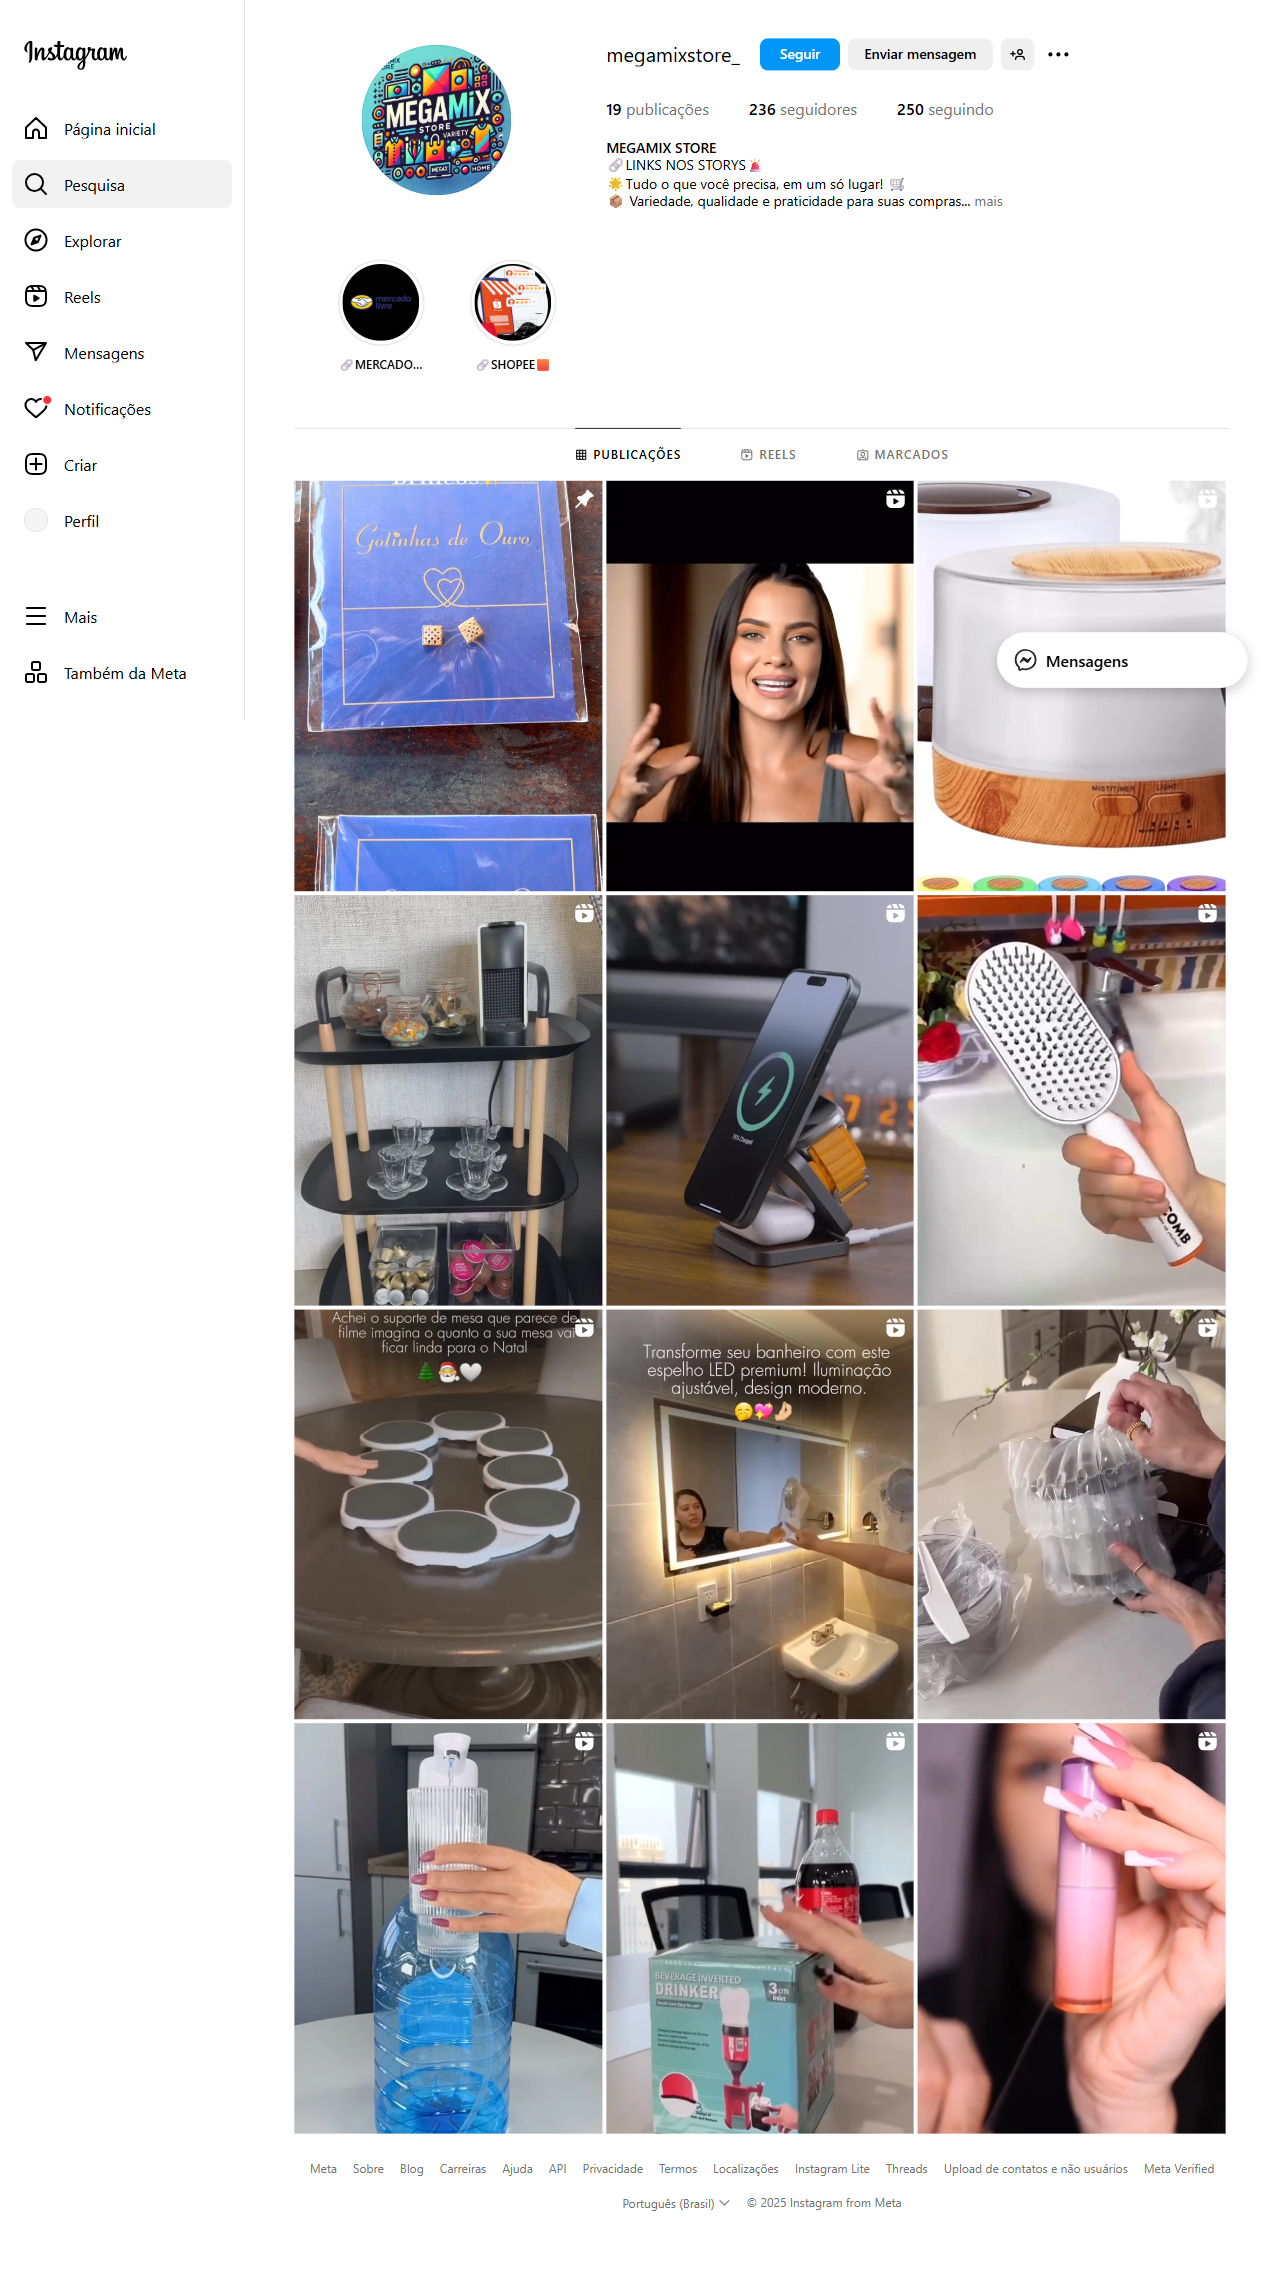 Instagram
Página inicial
Pesquisa
Explorar
Reels
Mensagens
Notificações
Criar
Perfil
Mais
Também da Meta
MEGAMIX
STORE
VARIETY
HOME
megamixstore_
Seguir
Enviar mensagem
19 publicações
236 seguidores
250 seguindo
MEGAMIX STORE
🔗LINKS NOS STORYS🚨
🌟Tudo o que você precisa, em um só lugar! 🛒
📦 Variedade, qualidade e praticidade para suas compras... mais
mercado
livre
🔗MERCADO...
🔗SHOPEE🟧
PUBLICAÇÕES
REELS
MARCADOS
Gotinhas de Ouro
MIST/TIMER
LIGHT
Mensagens
COMB
Achei o suporte de mesa que parece de
filme imagina o quanto a sua mesa vai
ficar linda para o Natal
🌲🎅🤍
Transforme seu banheiro com este
espelho LED premium! Iluminação
ajustável, design moderno.
🤭💖🤌🏻
BEVERAGE INVERTED
DRINKER
3cm
Inlet
Meta
Sobre
Blog
Carreiras
Ajuda
API
Privacidade
Termos
Localizações
Instagram Lite
Threads
Upload de contatos e não usuários
Meta Verified
Português (Brasil)
© 2025 Instagram from Meta